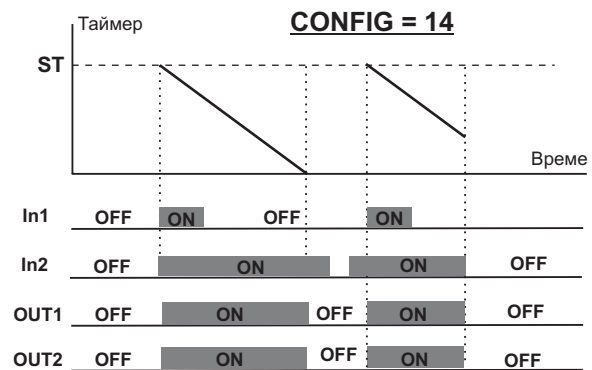 Таймер
CONFIG = 14
ST
Време
In1 OFF ON OFF ON
In2 OFF ON ON OFF
OUT1 OFF ON OFF ON OFF
OUT2 OFF ON OFF ON OFF